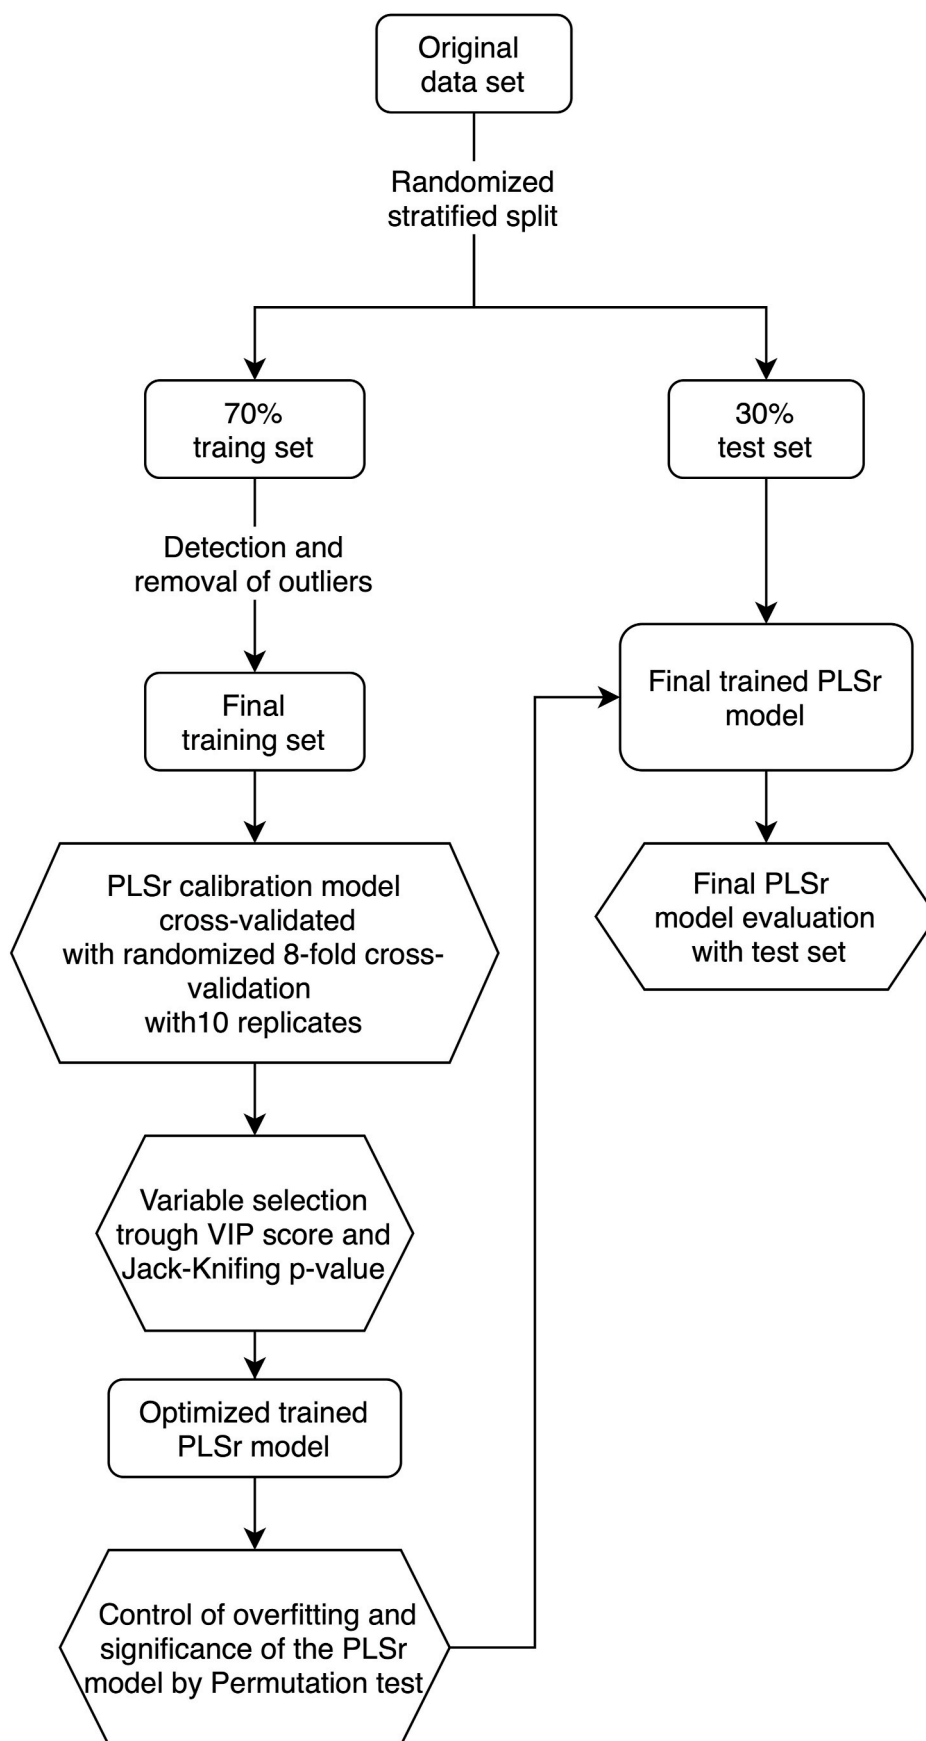 Original
data set
Randomized
stratified split
70%
traing set
30%
test set
Detection and
removal of outliers
Final
training set
Final trained PLSr
model
PLSr calibration model
cross-validated
with randomized 8-fold cross-
validation
with10 replicates
Final PLSr
model evaluation
with test set
Variable selection
trough VIP score and
Jack-Knifing p-value
Optimized trained
PLSr model
Control of overfitting and
significance of the PLSr
model by Permutation test